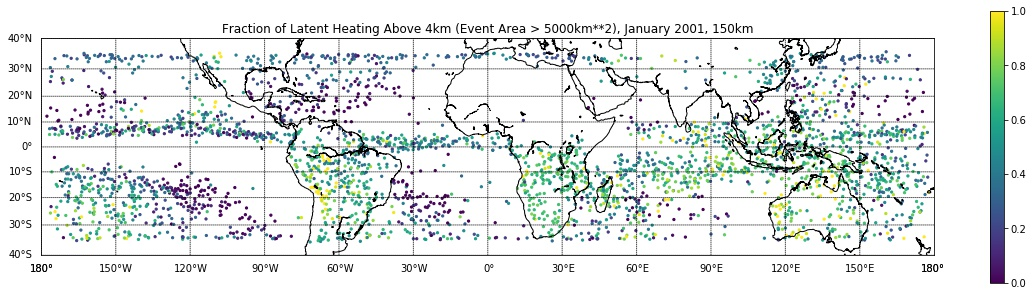 Fraction of Latent Heating Above 4km (Event Area > 5000km**2), January 2001, 150km
40°N
30°N
20°N
10°N
0°
10°S
20°S
30°S
40°S
180° 150°W 120°W 90°W 60°W 30°W 0° 30°E 60°E 90°E 120°E 150°E 180°
1.0
0.8
0.6
0.4
0.2
0.0